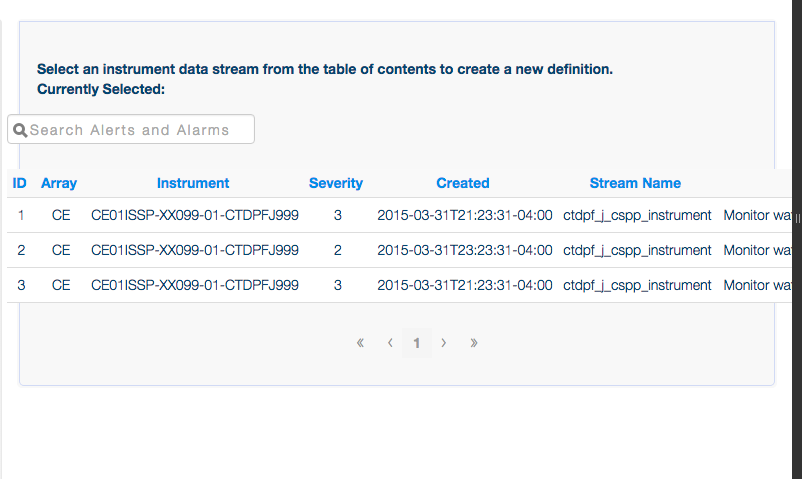 Select an instrument data stream from the table of contents to create a new definition.
Currently Selected:
Search Alerts and Alarms
ID Array Instrument Severity Created Stream Name
1 CE CE01ISSP-XX099-01-CTDPFJ999 3 2015-03-31T21:23:31-04:00 ctdpf_j_cspp_instrument Monitor wa
2 CE CE01ISSP-XX099-01-CTDPFJ999 2 2015-03-31T23:23:31-04:00 ctdpf_j_cspp_instrument Monitor wa
3 CE CE01ISSP-XX099-01-CTDPFJ999 3 2015-03-31T21:23:31-04:00 ctdpf_j_cspp_instrument Monitor wa
« ‹ 1 › »